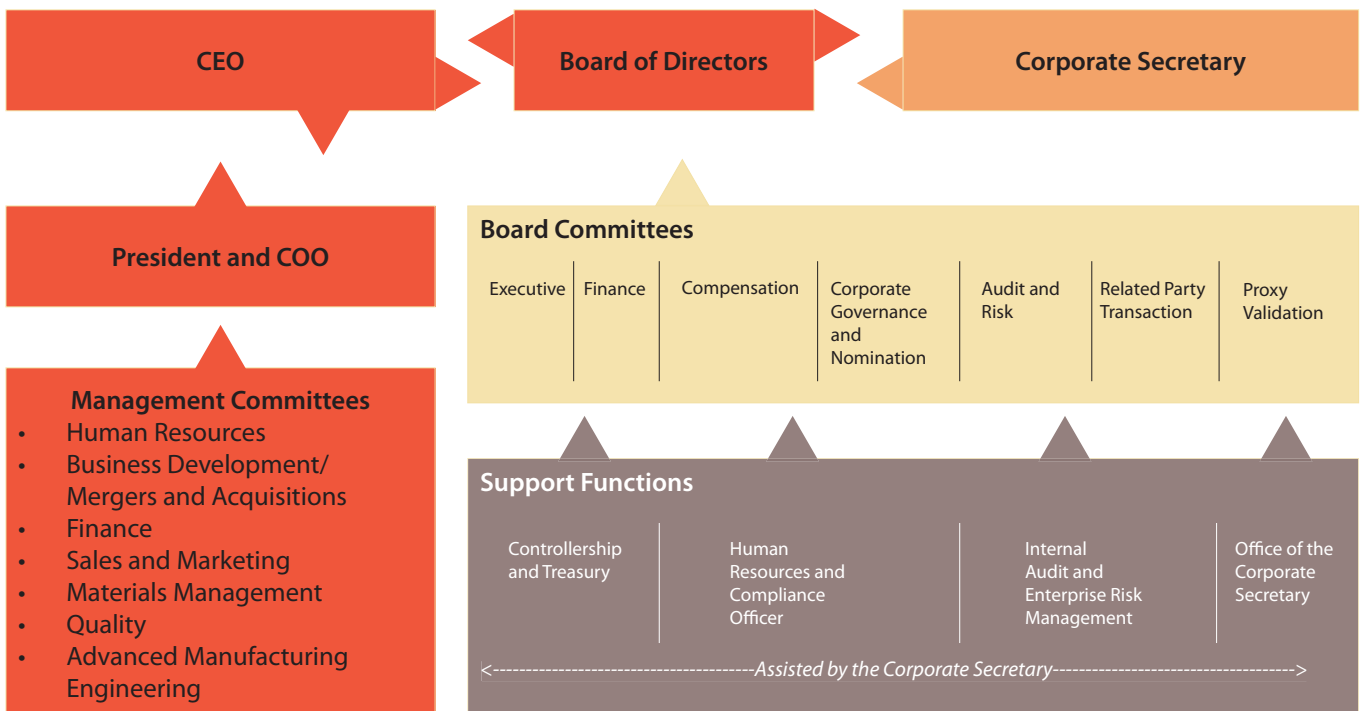 CEO
Board of Directors
Corporate Secretary
President and COO
Management Committees
• Human Resources
• Business Development/
Mergers and Acquisitions
• Finance
• Sales and Marketing
• Materials Management
• Quality
• Advanced Manufacturing
Engineering
Board Committees
Executive
Finance
Compensation
Corporate
Governance
and
Nomination
Audit and
Risk
Related Party
Transaction
Proxy
Validation
Support Functions
Controllership
and Treasury
Human
Resources and
Compliance
Officer
Internal
Audit and
Enterprise Risk
Management
Office of the
Corporate
Secretary
<----------------------------------------Assisted by the Corporate Secretary------------------------------------->